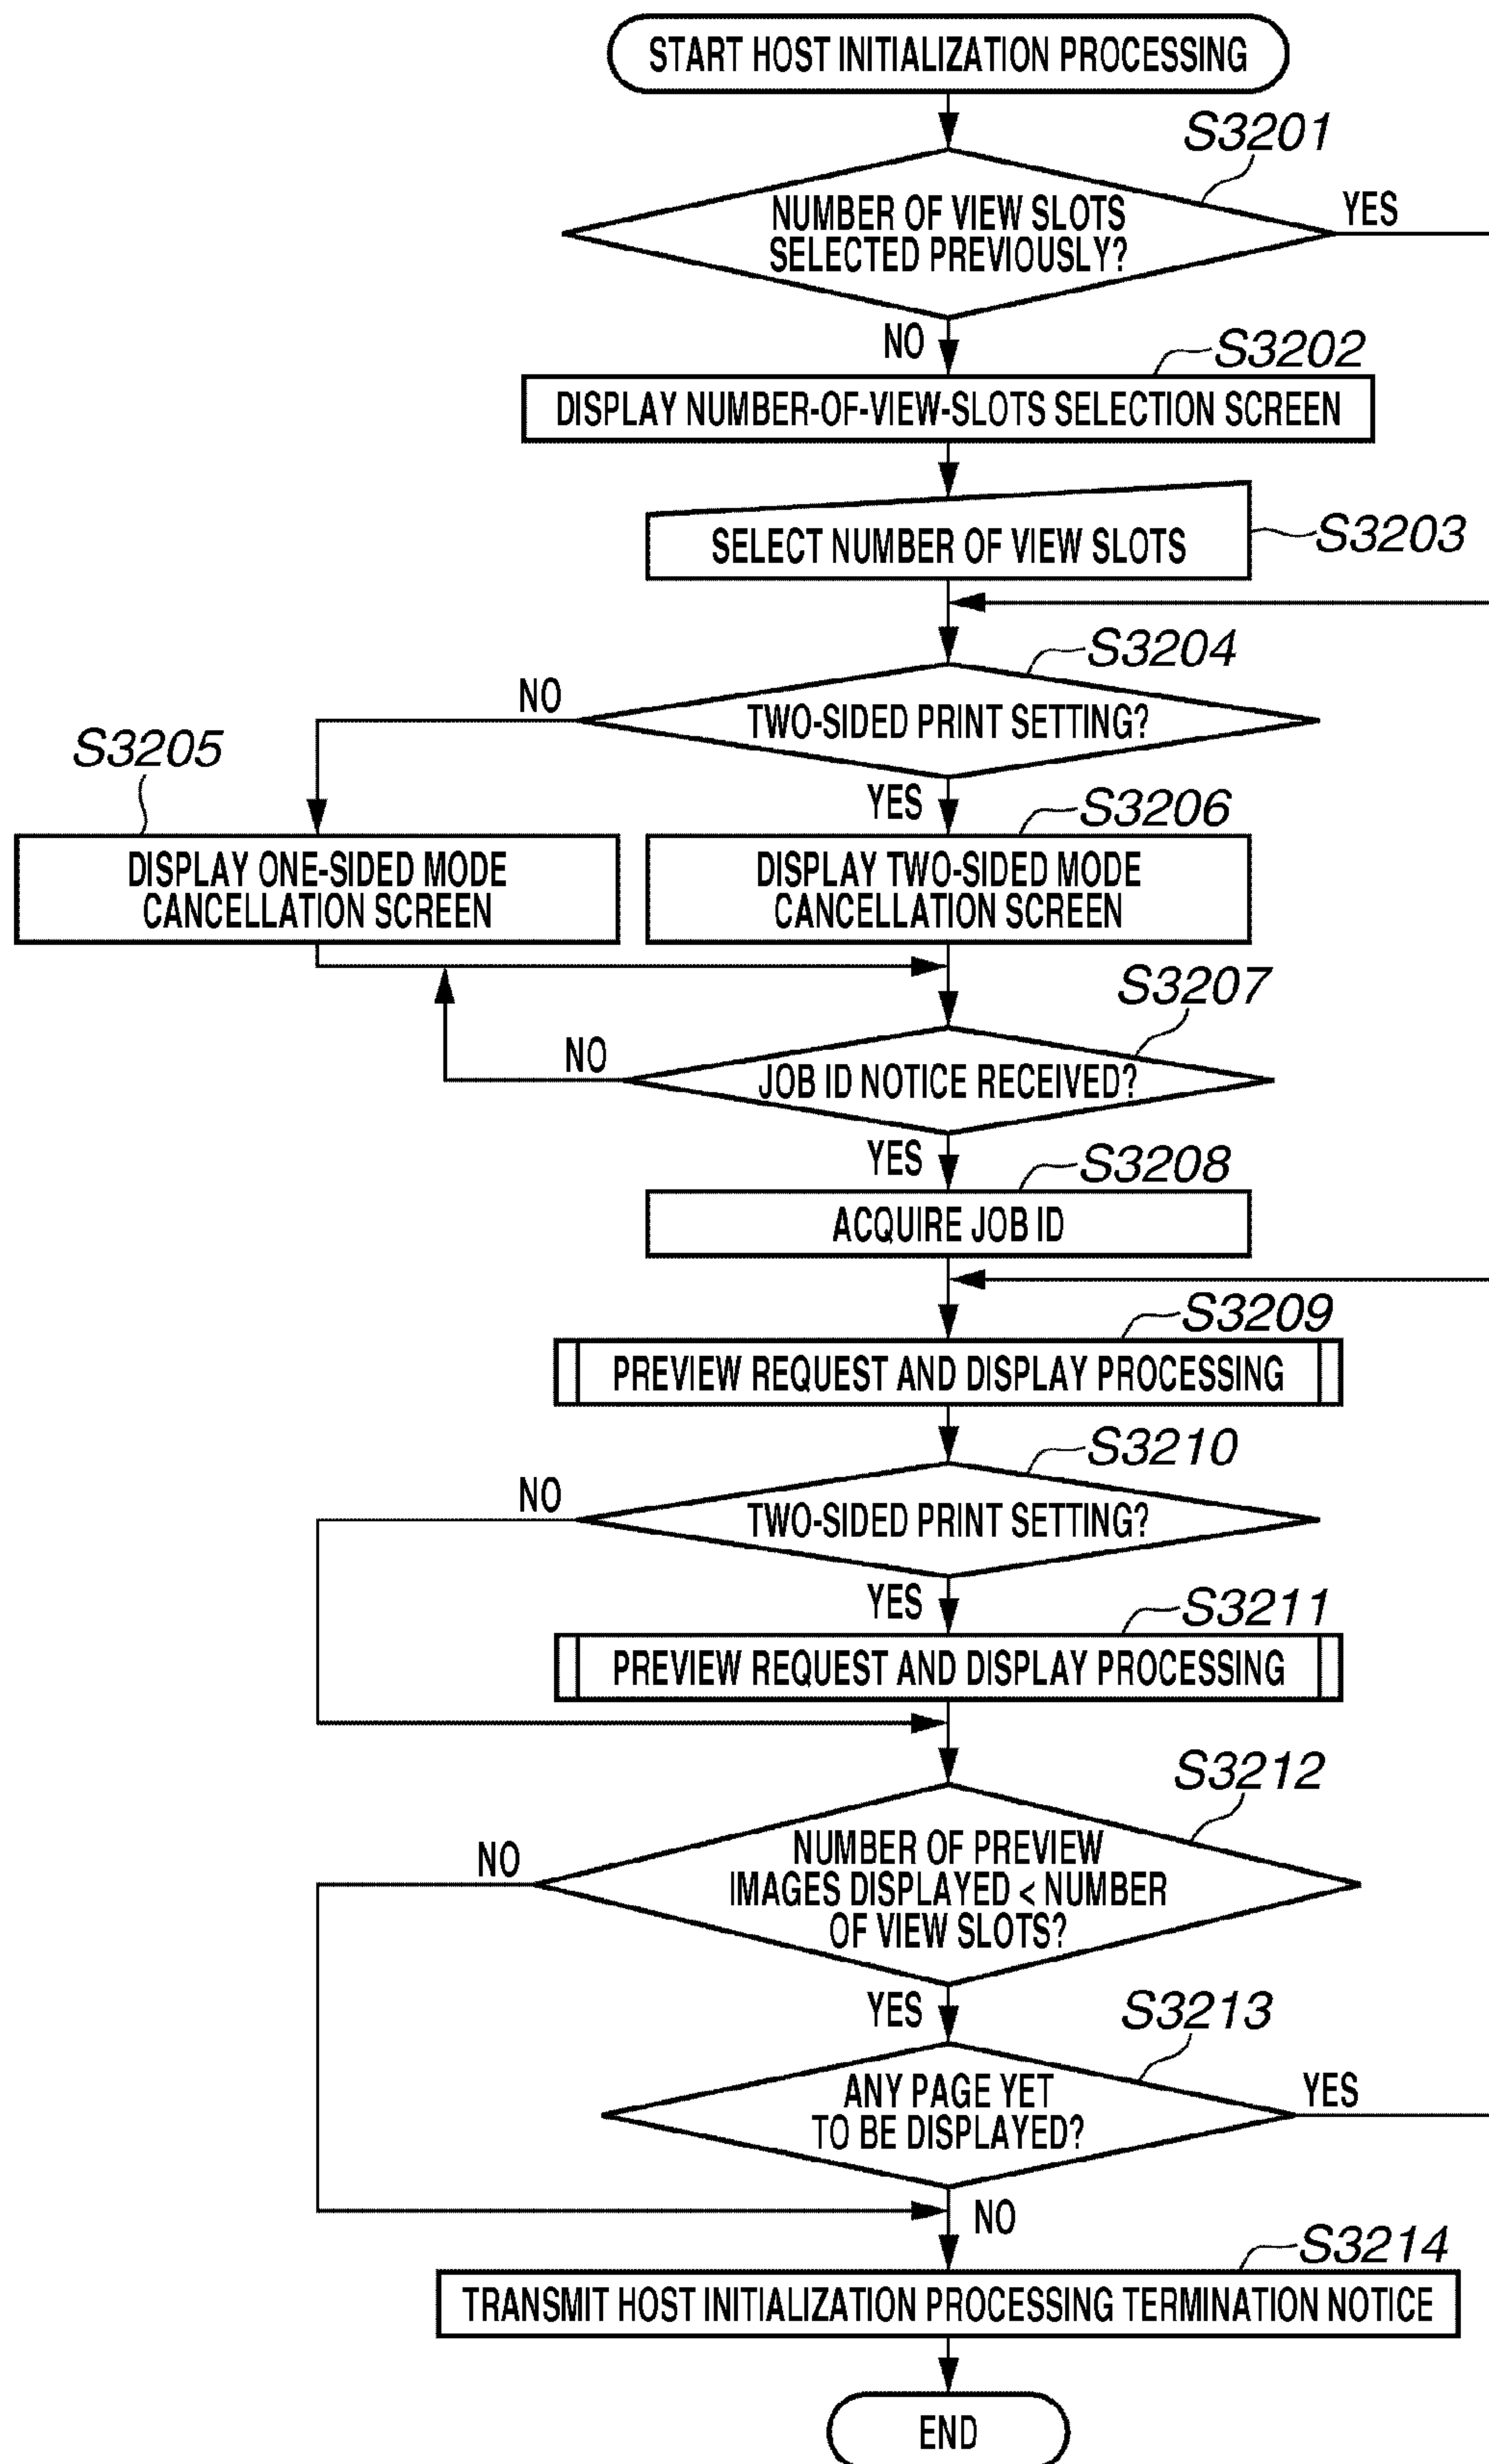 START HOST INITIALIZATION PROCESSING
S3201
NUMBER OF VIEW SLOTS
SELECTED PREVIOUSLY?
YES
NO
S3202
DISPLAY NUMBER-OF-VIEW-SLOTS SELECTION SCREEN
SELECT NUMBER OF VIEW SLOTS
S3203
S3204
NO
TWO-SIDED PRINT SETTING?
S3205
YES
S3206
DISPLAY ONE-SIDED MODE
CANCELLATION SCREEN
DISPLAY TWO-SIDED MODE
CANCELLATION SCREEN
S3207
NO
JOB ID NOTICE RECEIVED?
YES
S3208
ACQUIRE JOB ID
S3209
PREVIEW REQUEST AND DISPLAY PROCESSING
S3210
NO
TWO-SIDED PRINT SETTING?
YES
S3211
PREVIEW REQUEST AND DISPLAY PROCESSING
S3212
NO
NUMBER OF PREVIEW
IMAGES DISPLAYED < NUMBER
OF VIEW SLOTS?
YES
S3213
ANY PAGE YET
TO BE DISPLAYED?
YES
NO
S3214
TRANSMIT HOST INITIALIZATION PROCESSING TERMINATION NOTICE
END